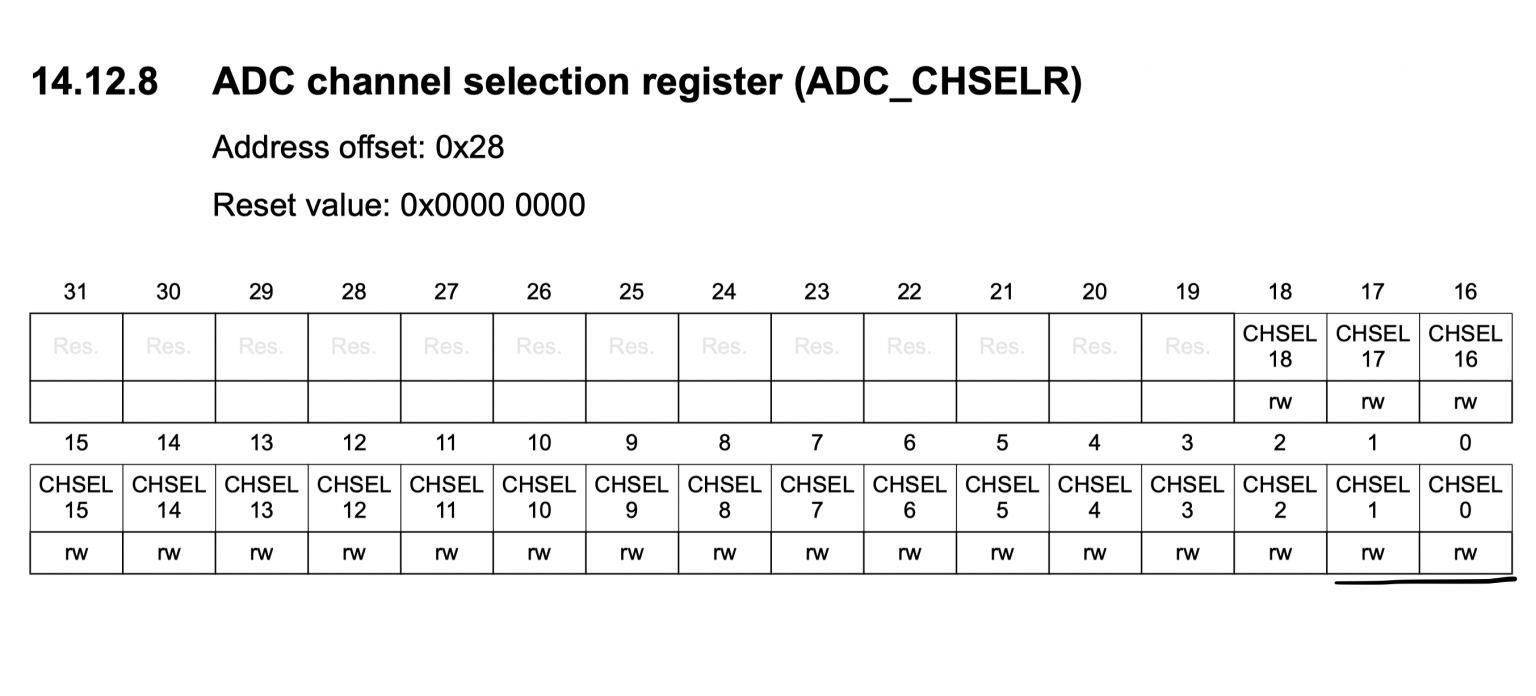 14.12.8 ADC channel selection register (ADC_CHSELR)
Address offset: 0x28
Reset value: 0x0000 0000
31 30 29 28 27 26 25 24 23 22 21 20 19 18 17 16
Res. Res. Res. Res. Res. Res. Res. Res. Res. Res. Res. Res. Res. CHSEL 18 CHSEL 17 CHSEL 16
rw rw rw
15 14 13 12 11 10 9 8 7 6 5 4 3 2 1 0
CHSEL 15 CHSEL 14 CHSEL 13 CHSEL 12 CHSEL 11 CHSEL 10 CHSEL 9 CHSEL 8 CHSEL 7 CHSEL 6 CHSEL 5 CHSEL 4 CHSEL 3 CHSEL 2 CHSEL 1 CHSEL 0
rw rw rw rw rw rw rw rw rw rw rw rw rw rw rw rw